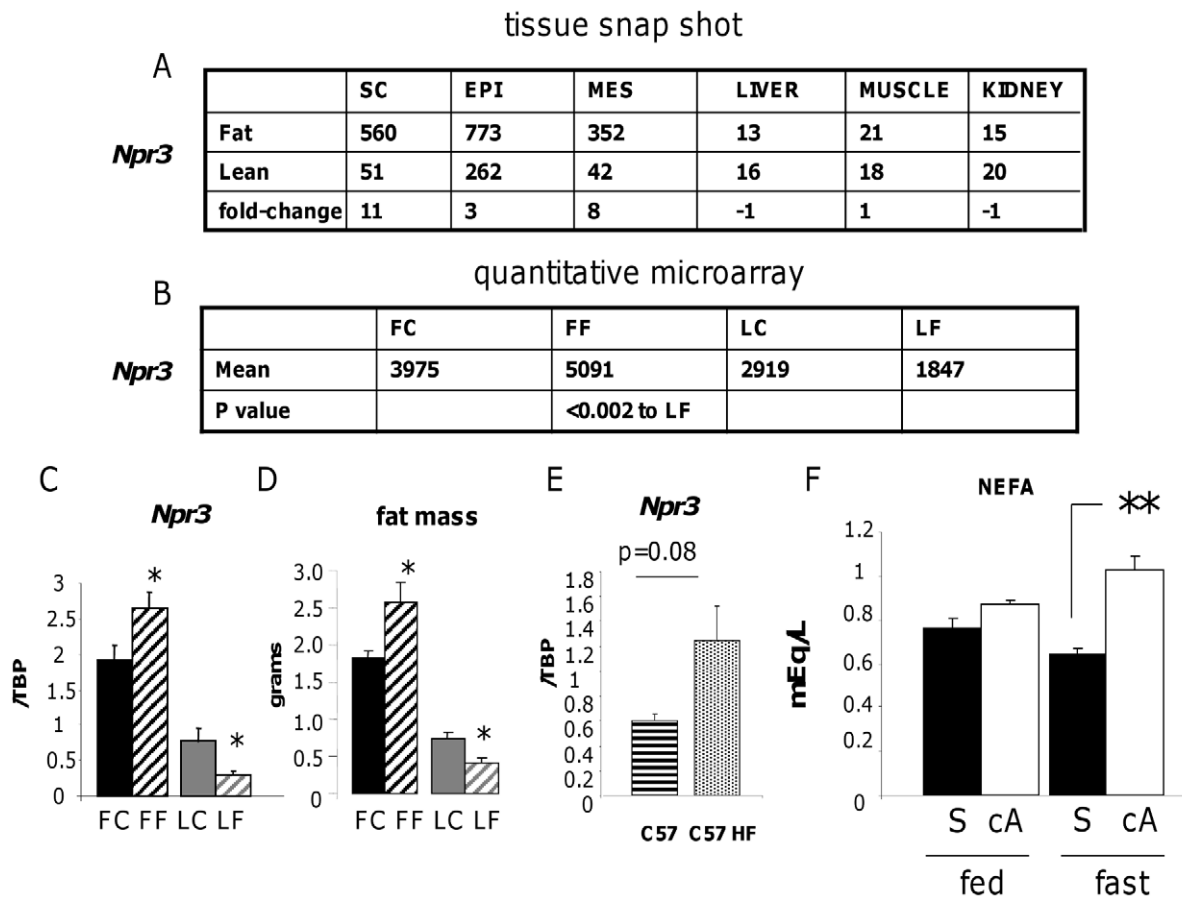 tissue snap shot
A
SC EPI MES LIVER MUSCLE KIDNEY
Npr3
Fat 560 773 352 13 21 15
Lean 51 262 42 16 18 20
fold-change 11 3 8 -1 1 -1
quantitative microarray
B
FC FF LC LF
Npr3
Mean 3975 5091 2919 1847
P value <0.002 to LF
C
Npr3
/TBP
3
2.5
2
1.5
1
0.5
0
*
*
FC FF LC LF
D
fat mass
grams
3.0
2.5
2.0
1.5
1.0
0.5
0
*
*
FC FF LC LF
E
Npr3
p=0.08
/TBP
1.8
1.6
1.4
1.2
1
0.8
0.6
0.4
0.2
0
C57 C57 HF
F
NEFA
**
mEq/L
1.2
1
0.8
0.6
0.4
0.2
0
S cA S cA
fed fast